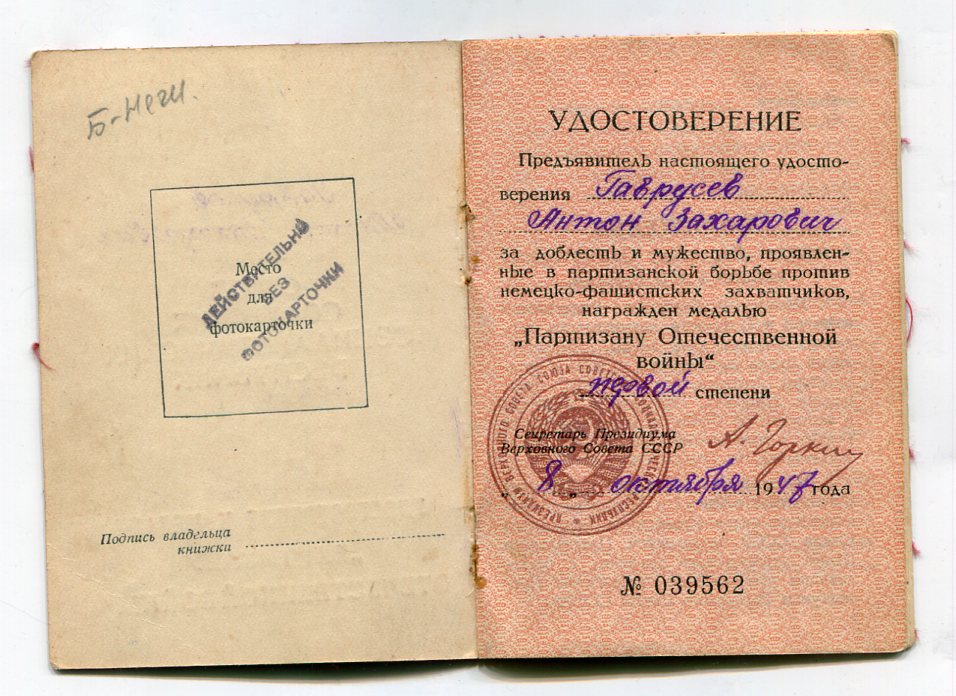 Б-неги.
Место
для
фотокарточки
ДЕЙСТВИТЕЛЬНО
БЕЗ
ФОТОКАРТОЧКИ
Подпись владельца
книжки
УДОСТОВЕРЕНИЕ
Предъявитель настоящего удосто-
верения Гаврусев
Антон Захарович
за доблесть и мужество, проявлен-
ные в партизанской борьбе против
немецко-фашистских захватчиков,
награжден медалью
„Партизану Отечественной
войны“
первой степени
Секретарь Президиума
Верховного Совета СССР А. Горкин
„8„ октября 1947 года
№ 039562